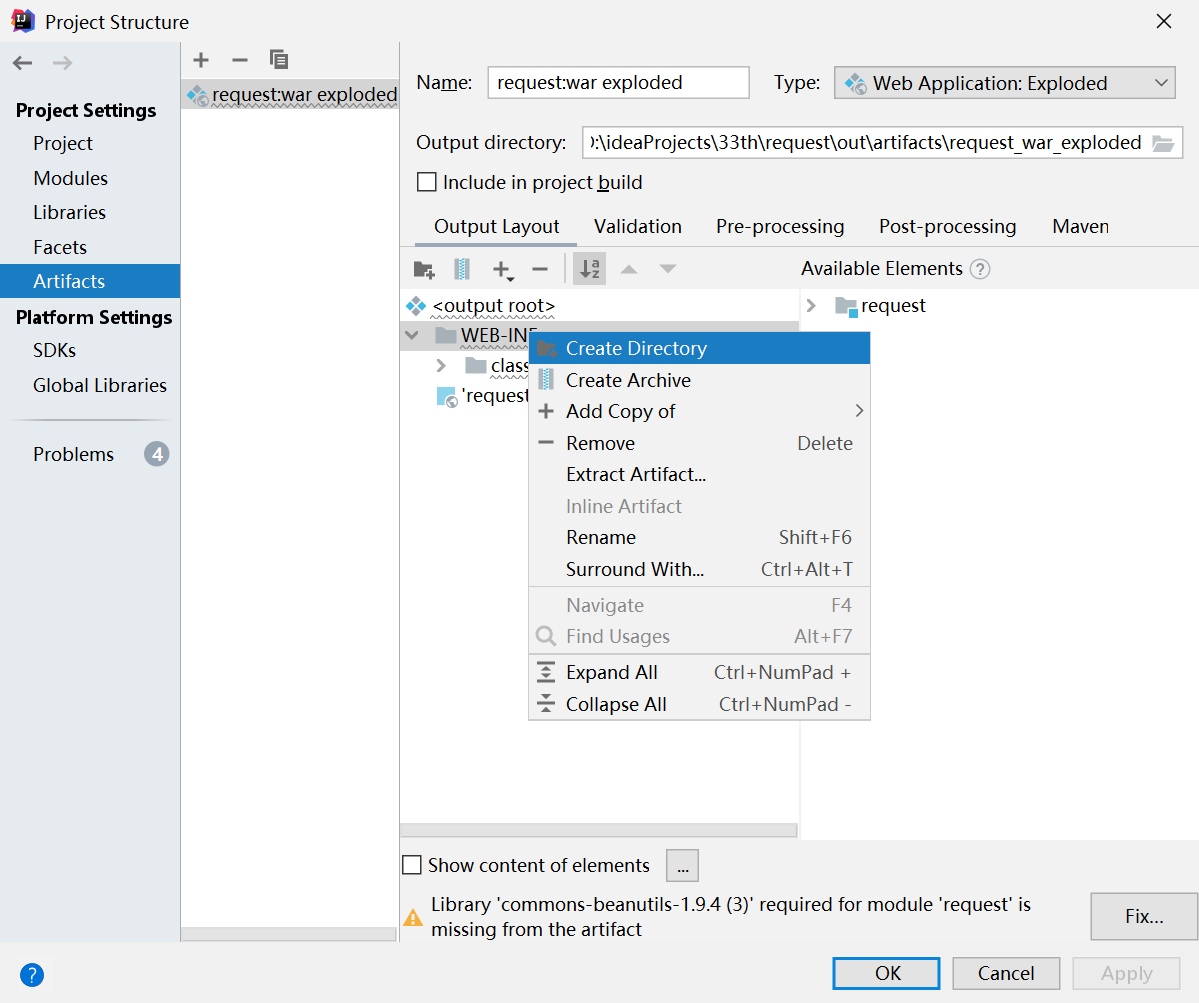 Project Structure
Project Settings
Project
Modules
Libraries
Facets
Artifacts
Platform Settings
SDKs
Global Libraries
Problems 4
request:war exploded
Name: request:war exploded Type: Web Application: Exploded
Output directory: :\ideaProjects\33th\request\out\artifacts\request_war_exploded
Include in project build
Output Layout Validation Pre-processing Post-processing Maven
Available Elements ?
<output root>
WEB-INF
class
'request
request
Create Directory
Create Archive
Add Copy of
Remove Delete
Extract Artifact...
Inline Artifact
Rename Shift+F6
Surround With... Ctrl+Alt+T
Navigate F4
Find Usages Alt+F7
Expand All Ctrl+NumPad +
Collapse All Ctrl+NumPad -
Show content of elements ...
Library 'commons-beanutils-1.9.4 (3)' required for module 'request' is
missing from the artifact
Fix...
? OK Cancel Apply